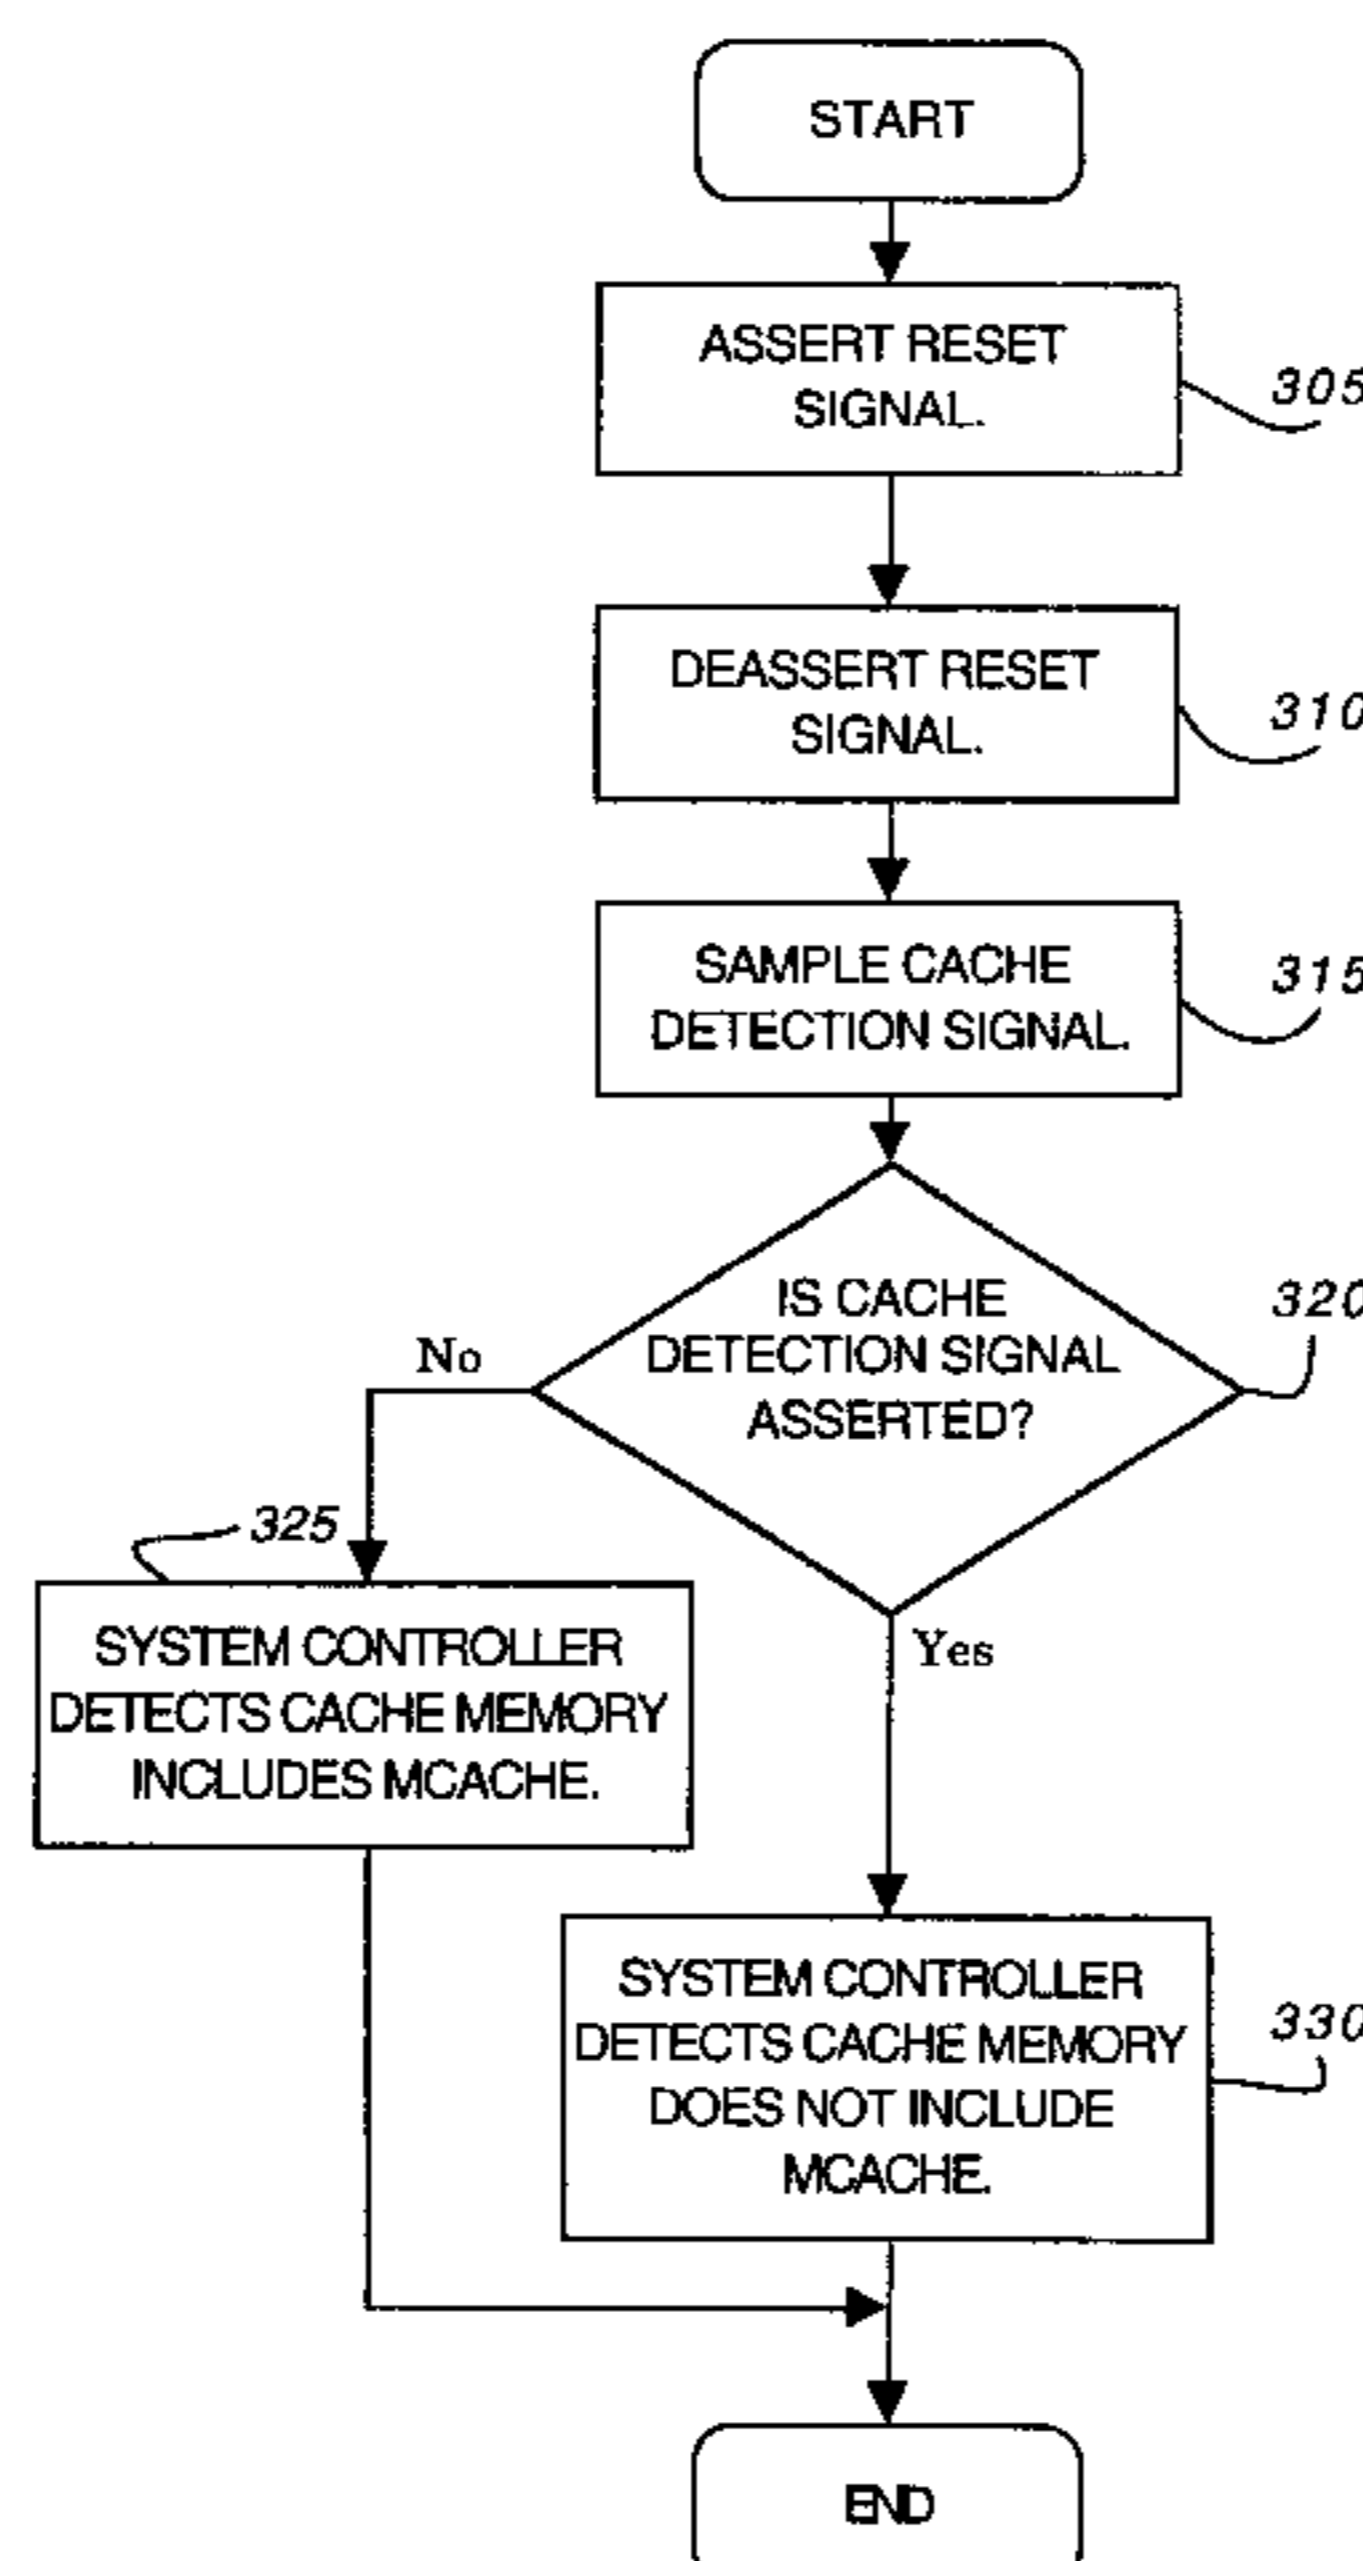 START
ASSERT RESET
SIGNAL.
305
DEASSERT RESET
SIGNAL.
310
SAMPLE CACHE
DETECTION SIGNAL.
315
IS CACHE
DETECTION SIGNAL
ASSERTED?
320
No
Yes
325
SYSTEM CONTROLLER
DETECTS CACHE MEMORY
INCLUDES MCACHE.
SYSTEM CONTROLLER
DETECTS CACHE MEMORY
DOES NOT INCLUDE
MCACHE.
330
END